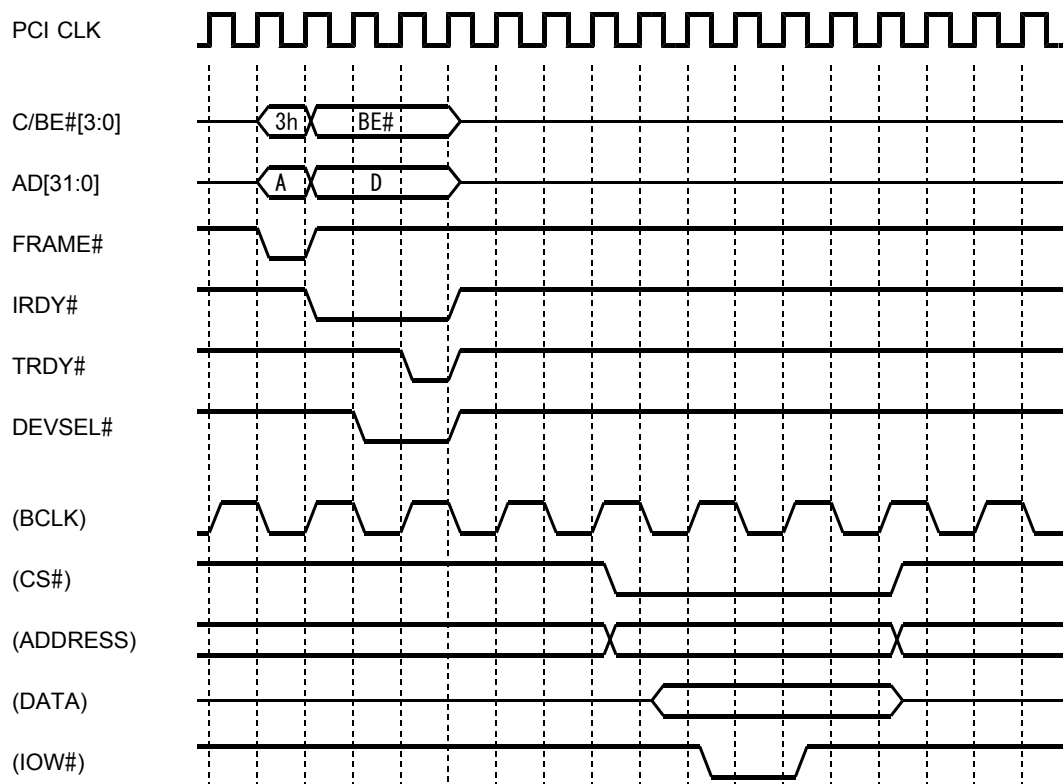 PCI CLK
C/BE#[3:0]
3h
BE#
AD[31:0]
A
D
FRAME#
IRDY#
TRDY#
DEVSEL#
(BCLK)
(CS#)
(ADDRESS)
(DATA)
(IOW#)